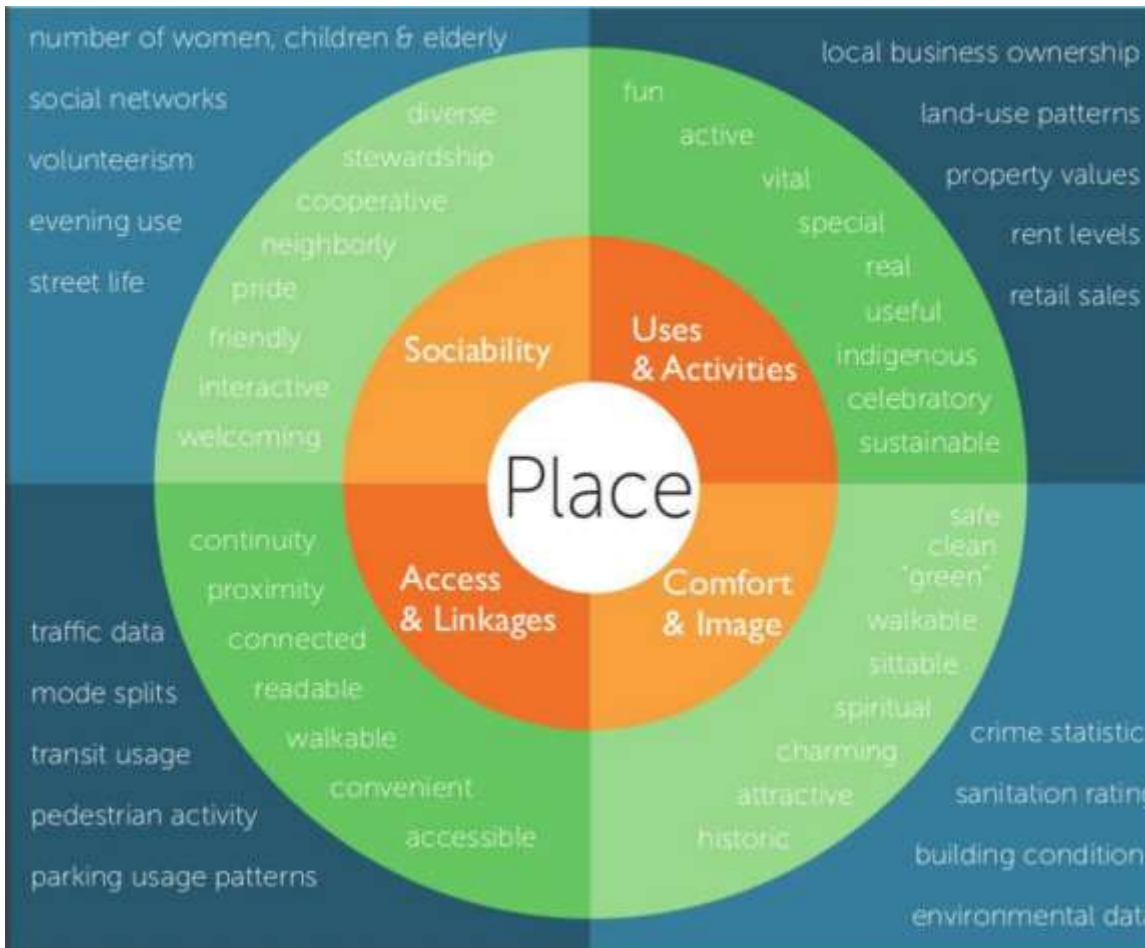 number of women, children & elderly
social networks
volunteerism
evening use
street life
diverse
stewardship
cooperative
neighborly
pride
friendly
interactive
welcoming
Sociability
fun
active
vital
special
real
useful
indigenous
celebratory
sustainable
Uses
& Activities
local business ownership
land-use patterns
property values
rent levels
retail sales
Place
Access
& Linkages
continuity
proximity
connected
readable
walkable
convenient
accessible
traffic data
mode splits
transit usage
pedestrian activity
parking usage patterns
Comfort
& Image
safe
clean
"green"
walkable
sittable
spiritual
charming
attractive
historic
crime statistic
sanitation rating
building condition
environmental dat